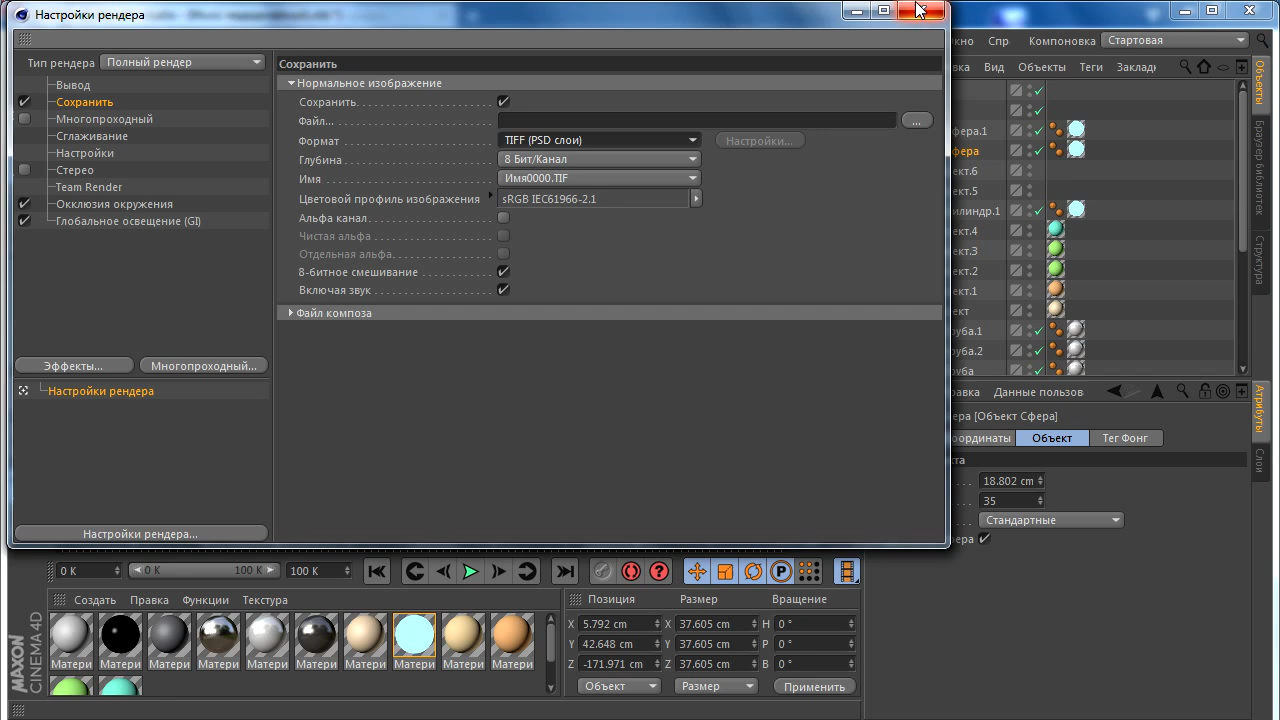 Настройки рендера
Тип рендера Полный рендер
Вывод
Сохранить
Многопроходный
Сглаживание
Настройки
Стерео
Team Render
Окклюзия окружения
Глобальное освещение (GI)
Эффекты...
Многопроходный...
Настройки рендера
Настройки рендера...
Сохранить
Нормальное изображение
Сохранить
Файл...
...
Формат TIFF (PSD слои) Настройки...
Глубина 8 Бит/Канал
Имя Имя0000.TIF
Цветовой профиль изображения sRGB IEC61966-2.1
Альфа канал
Чистая альфа
Отдельная альфа
8-битное смешивание
Включая звук
Файл композа
кно Спр Компоновка Стартовая
вка Вид Объекты Теги Закладк
фера.1
фера
ект.6
ект.5
илиндр.1
ект.4
ект.3
ект.2
ект.1
ект
руба.1
руба.2
руба
Объекты
Браузер библиотек
Структура
равка Данные пользов
ера [Объект Сфера]
оординаты Объект Тег Фонг
кта
18.802 cm
35
Стандартные
фера
Атрибуты
Слои
0 K 0 K 100 K 100 K
Создать Правка Функции Текстура
Матери Матери Матери Матери Матери Матери Матери Матери Матери Матери
MAXON
CINEMA 4D
Позиция Размер Вращение
X 5.792 cm X 37.605 cm H 0 °
Y 42.648 cm Y 37.605 cm P 0 °
Z -171.971 cm Z 37.605 cm B 0 °
Объект Размер Применить